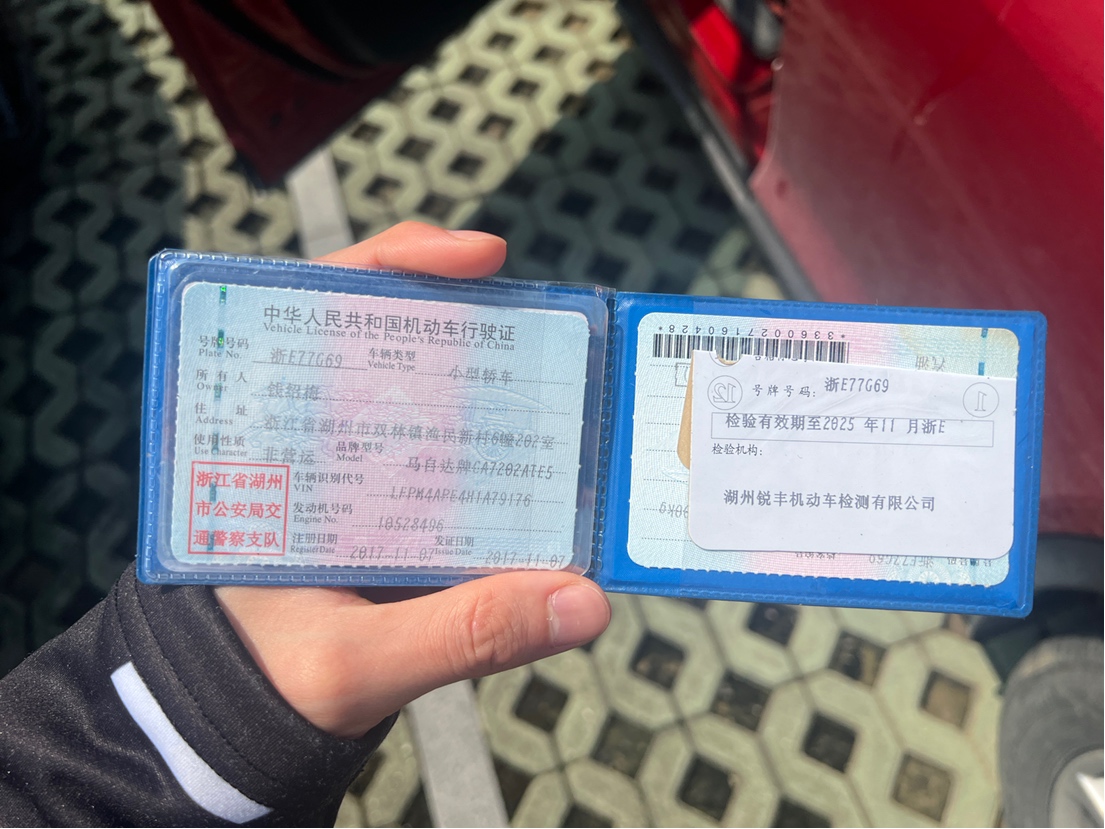 中华人民共和国机动车行驶证
Vehicle License of the People's Republic of China
号牌号码 浙E77G69 车辆类型 小型轿车
Plate No. Vehicle Type
所有人 钱绍梅
Owner
住址 浙江省湖州市双林镇渔民新村6幢202室
Address
使用性质 非营运 品牌型号 马自达牌CA7202ATE5
Use Character Model
浙江省湖州
市公安局交
通警察支队
车辆识别代号 LFPM4APE4H1A79176
VIN
发动机号码 10528496
Engine No.
注册日期 2017-11-07 发证日期 2017-11-07
Register Date Issue Date
*3360027160428*
12 号牌号码: 浙E77G69 1
检验有效期至2025 年11 月浙E
检验机构:
湖州锐丰机动车检测有限公司